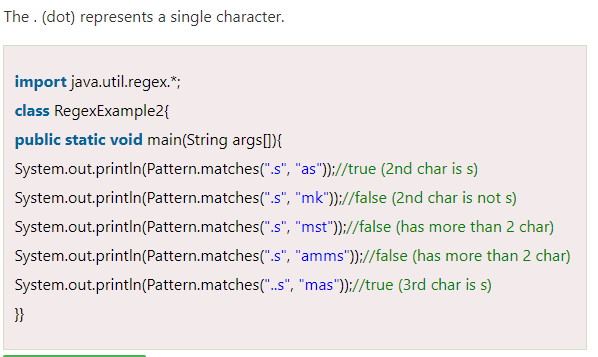 The . (dot) represents a single character.
import java.util.regex.*;
class RegexExample2{
public static void main(String args[]){
System.out.println(Pattern.matches(".s", "as"));//true (2nd char is s)
System.out.println(Pattern.matches(".s", "mk"));//false (2nd char is not s)
System.out.println(Pattern.matches(".s", "mst"));//false (has more than 2 char)
System.out.println(Pattern.matches(".s", "amms"));//false (has more than 2 char)
System.out.println(Pattern.matches("..s", "mas"));//true (3rd char is s)
}}